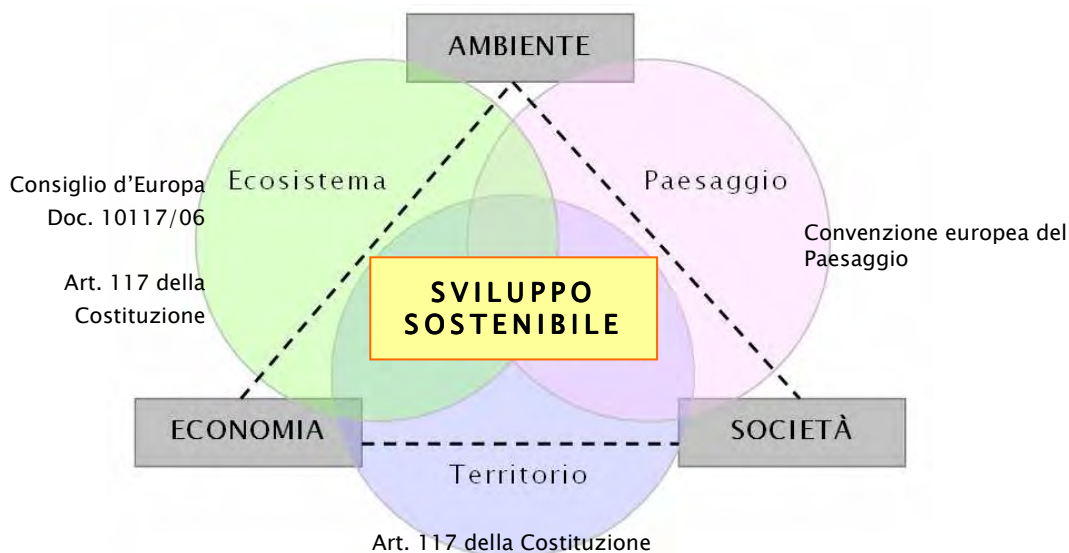 AMBIENTE
Ecosistema
Paesaggio
Consiglio d’Europa
Doc. 10117/06
Convenzione europea del
Paesaggio
Art. 117 della
Costituzione
SVILUPPO
SOSTENIBILE
ECONOMIA
SOCIETÀ
Territorio
Art. 117 della Costituzione